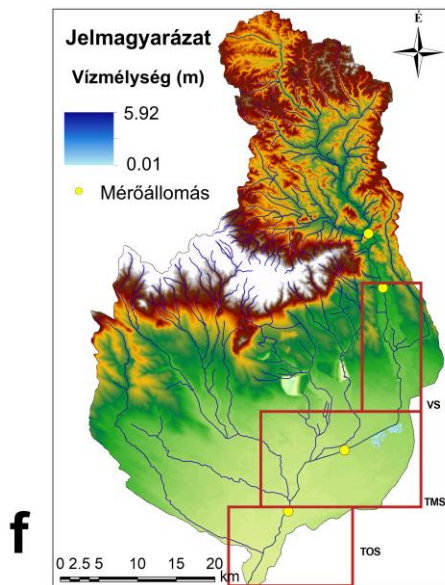 Jelmagyarázat
É
Vízmélység (m)
5.92
0.01
Mérőállomás
VS
TMS
TOS
f
0 2.5 5 10 15 20
km